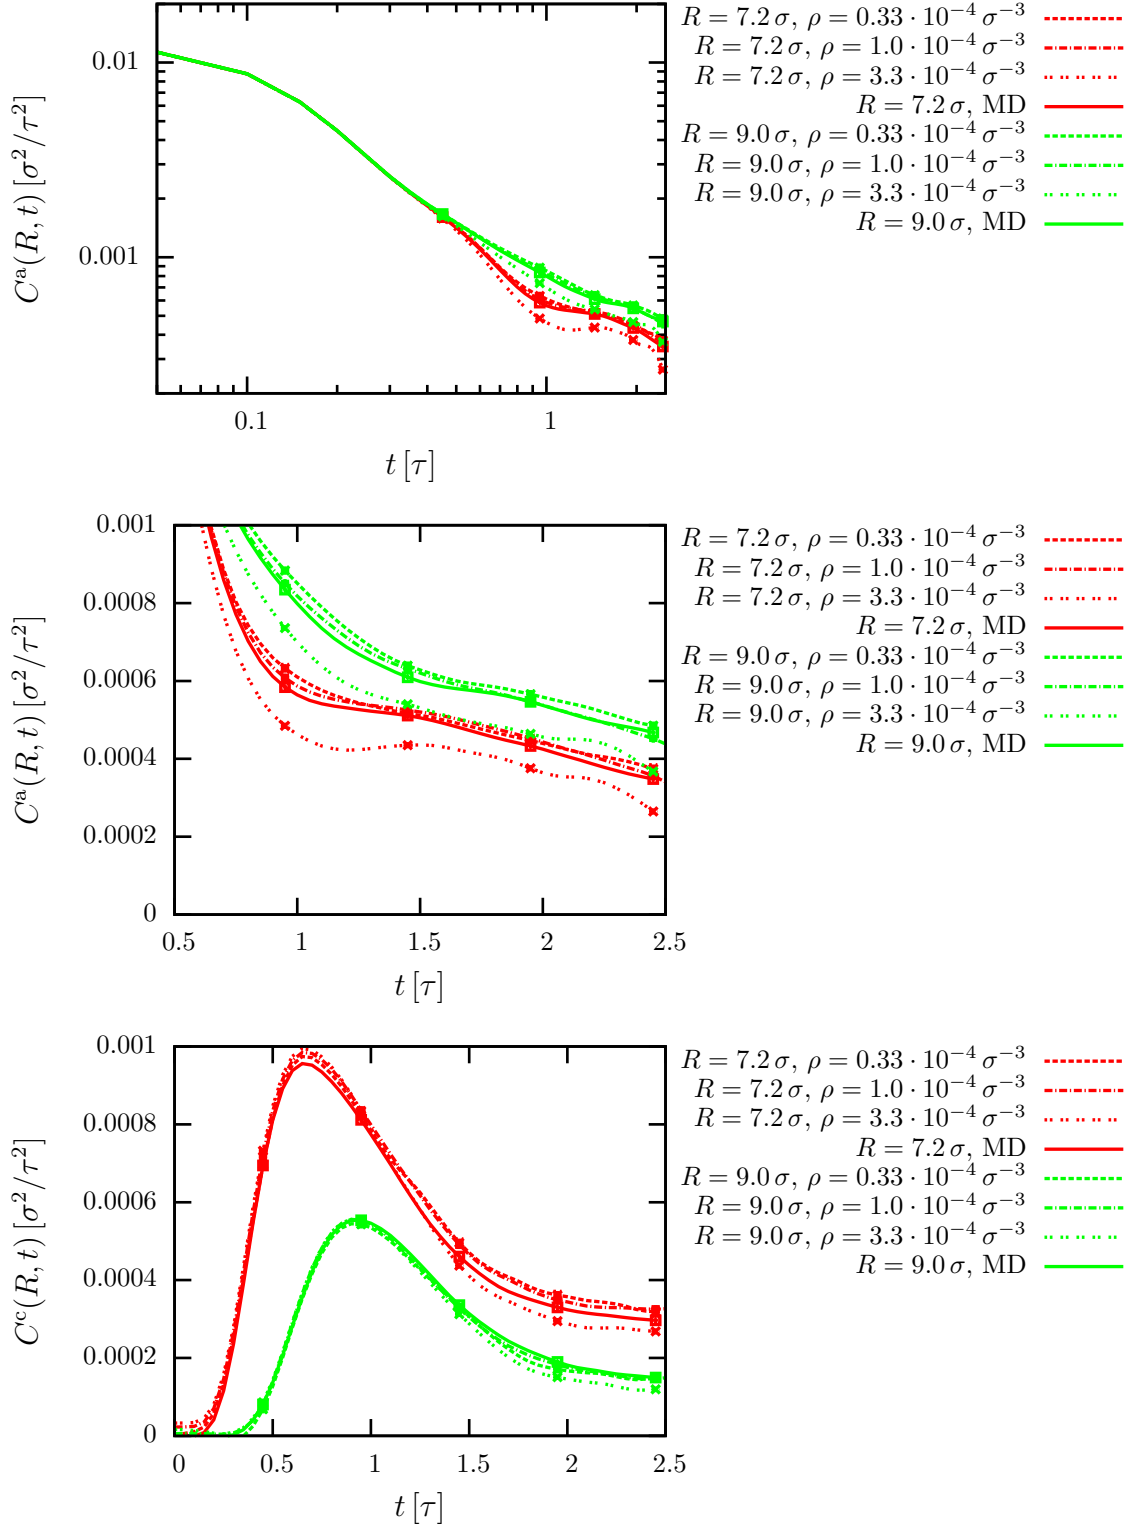 0.01
0.001
0.1
1
C^a(R, t) [σ²/τ²]
t [τ]
R = 7.2 σ, ρ = 0.33 · 10⁻⁴ σ⁻³
R = 7.2 σ, ρ = 1.0 · 10⁻⁴ σ⁻³
R = 7.2 σ, ρ = 3.3 · 10⁻⁴ σ⁻³
R = 7.2 σ, MD
R = 9.0 σ, ρ = 0.33 · 10⁻⁴ σ⁻³
R = 9.0 σ, ρ = 1.0 · 10⁻⁴ σ⁻³
R = 9.0 σ, ρ = 3.3 · 10⁻⁴ σ⁻³
R = 9.0 σ, MD
0.001
0.0008
0.0006
0.0004
0.0002
0
0.5
1
1.5
2
2.5
C^a(R, t) [σ²/τ²]
t [τ]
R = 7.2 σ, ρ = 0.33 · 10⁻⁴ σ⁻³
R = 7.2 σ, ρ = 1.0 · 10⁻⁴ σ⁻³
R = 7.2 σ, ρ = 3.3 · 10⁻⁴ σ⁻³
R = 7.2 σ, MD
R = 9.0 σ, ρ = 0.33 · 10⁻⁴ σ⁻³
R = 9.0 σ, ρ = 1.0 · 10⁻⁴ σ⁻³
R = 9.0 σ, ρ = 3.3 · 10⁻⁴ σ⁻³
R = 9.0 σ, MD
0.001
0.0008
0.0006
0.0004
0.0002
0
0
0.5
1
1.5
2
2.5
C^c(R, t) [σ²/τ²]
t [τ]
R = 7.2 σ, ρ = 0.33 · 10⁻⁴ σ⁻³
R = 7.2 σ, ρ = 1.0 · 10⁻⁴ σ⁻³
R = 7.2 σ, ρ = 3.3 · 10⁻⁴ σ⁻³
R = 7.2 σ, MD
R = 9.0 σ, ρ = 0.33 · 10⁻⁴ σ⁻³
R = 9.0 σ, ρ = 1.0 · 10⁻⁴ σ⁻³
R = 9.0 σ, ρ = 3.3 · 10⁻⁴ σ⁻³
R = 9.0 σ, MD